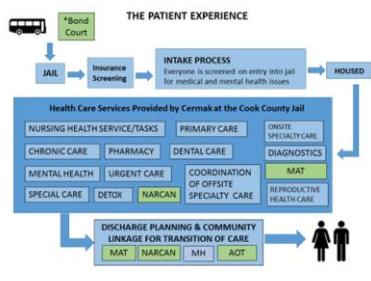 THE PATIENT EXPERIENCE
*Bond
Court
JAIL
Insurance
Screening
INTAKE PROCESS
Everyone is screened on entry into jail
for medical and mental health issues
HOUSED
Health Care Services Provided by Cermak at the Cook County Jail
NURSING HEALTH SERVICE/TASKS
PRIMARY CARE
ONSITE
SPECIALTY CARE
CHRONIC CARE
PHARMACY
DENTAL CARE
DIAGNOSTICS
MENTAL HEALTH
URGENT CARE
COORDINATION
OF OFFSITE
SPECIALTY CARE
MAT
SPECIAL CARE
DETOX
NARCAN
REPRODUCTIVE
HEALTH CARE
DISCHARGE PLANNING & COMMUNITY
LINKAGE FOR TRANSITION OF CARE
MAT
NARCAN
MH
AOT